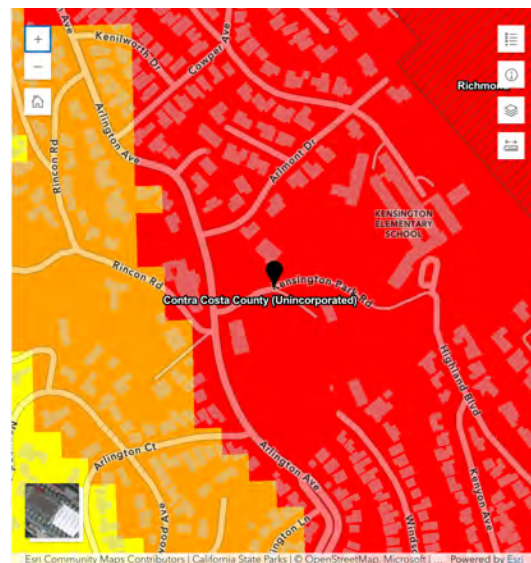 Kenilworth Dr
Cowper Ave
Arlington Ave
Richmond
Rincon Rd
Arlmont Dr
KENSINGTON
ELEMENTARY
SCHOOL
Rincon Rd
Kensington Park Rd
Contra Costa County (Unincorporated)
Highland Blvd
Arlington Ct
Arlington Ave
Kenyon Ave
Esri Community Maps Contributors | California State Parks | © OpenStreetMap, Microsoft | ... Powered by Esri